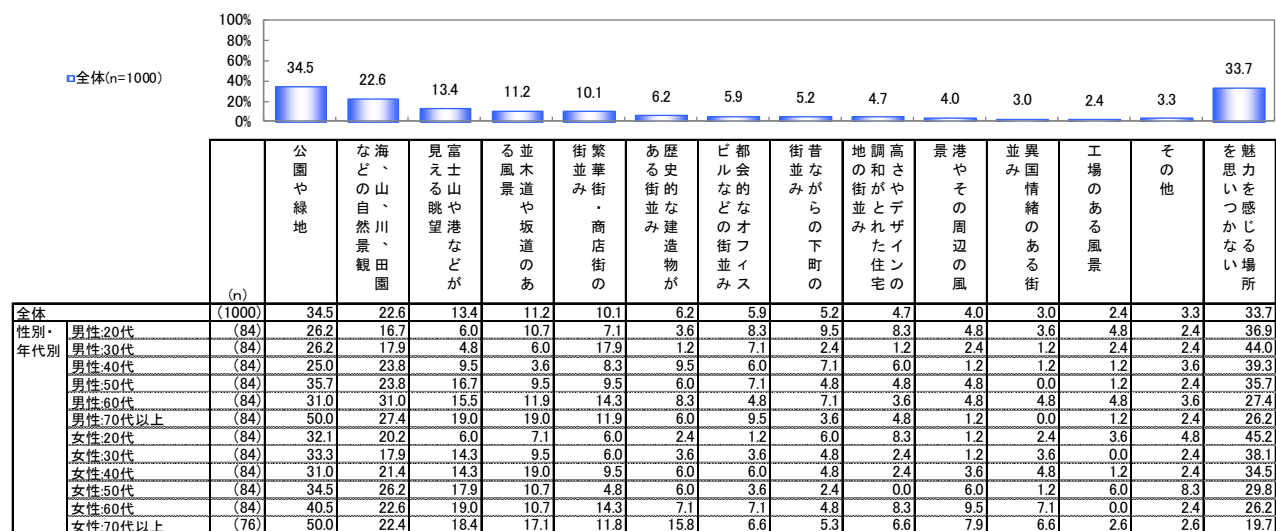 100%
80%
60%
40%
20%
0%
全体(n=1000)
34.5 22.6 13.4 11.2 10.1 6.2 5.9 5.2 4.7 4.0 3.0 2.4 3.3 33.7
(n)
公園や緑地
海、山、川、田園
などの自然景観
富士山や港などが
見える眺望
並木道や坂道のあ
る風景
繁華街・商店街の
街並み
歴史的な建造物が
ある街並み
都会的なオフィス
ビルなどの街並み
昔ながらの下町の
街並み
高さやデザインの
調和がとれた住宅
地の街並み
港やその周辺の風
景
異国情緒のある街
並み
工場のある風景
その他
魅力を感じる場所
を思いつかない
全体 (1000) 34.5 22.6 13.4 11.2 10.1 6.2 5.9 5.2 4.7 4.0 3.0 2.4 3.3 33.7
性別・
年代別
男性:20代 (84) 26.2 16.7 6.0 10.7 7.1 3.6 8.3 9.5 8.3 4.8 3.6 4.8 2.4 36.9
男性:30代 (84) 26.2 17.9 4.8 6.0 17.9 1.2 7.1 2.4 1.2 2.4 1.2 2.4 2.4 44.0
男性:40代 (84) 25.0 23.8 9.5 3.6 8.3 9.5 6.0 7.1 6.0 1.2 1.2 1.2 3.6 39.3
男性:50代 (84) 35.7 23.8 16.7 9.5 9.5 6.0 7.1 4.8 4.8 4.8 0.0 1.2 2.4 35.7
男性:60代 (84) 31.0 31.0 15.5 11.9 14.3 8.3 4.8 7.1 3.6 4.8 4.8 4.8 3.6 27.4
男性:70代以上 (84) 50.0 27.4 19.0 19.0 11.9 6.0 9.5 3.6 4.8 1.2 0.0 1.2 2.4 26.2
女性:20代 (84) 32.1 20.2 6.0 7.1 6.0 2.4 1.2 6.0 8.3 1.2 2.4 3.6 4.8 45.2
女性:30代 (84) 33.3 17.9 14.3 9.5 6.0 3.6 3.6 4.8 2.4 1.2 3.6 0.0 2.4 38.1
女性:40代 (84) 31.0 21.4 14.3 19.0 9.5 6.0 6.0 4.8 2.4 3.6 4.8 1.2 2.4 34.5
女性:50代 (84) 34.5 26.2 17.9 10.7 4.8 6.0 3.6 2.4 0.0 6.0 1.2 6.0 8.3 29.8
女性:60代 (84) 40.5 22.6 19.0 10.7 14.3 7.1 7.1 4.8 8.3 9.5 7.1 0.0 2.4 26.2
女性:70代以上 (76) 50.0 22.4 18.4 17.1 11.8 15.8 6.6 5.3 6.6 7.9 6.6 2.6 2.6 19.7